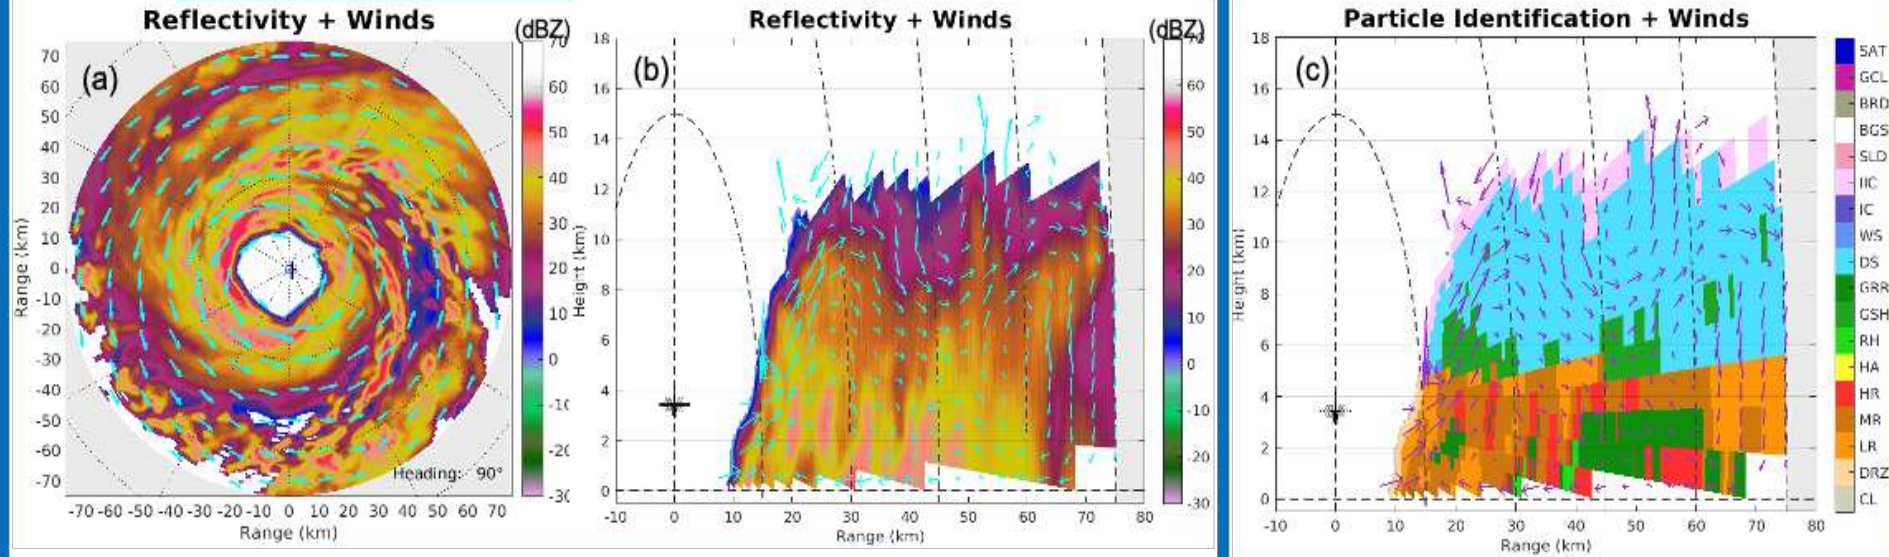 Reflectivity + Winds
(dBZ)
(a)
70
60
50
40
30
20
10
0
-10
-20
-30
-40
-50
-60
-70
Range (km)
-70 -60 -50 -40 -30 -20 -10 0 10 20 30 40 50 60 70
Range (km)
Heading: 90°
70
60
50
40
30
20
10
0
-10
-20
-30
Reflectivity + Winds
(dBZ)
(b)
18
16
14
12
10
8
6
4
2
0
Height (km)
-10 0 10 20 30 40 50 60 70 80
Range (km)
70
60
50
40
30
20
10
0
-10
-20
-30
Particle Identification + Winds
(c)
18
16
14
12
10
8
6
4
2
0
Height (km)
-10 0 10 20 30 40 50 60 70 80
Range (km)
SAT
GCL
BRD
BGS
SLD
IIC
IC
WS
DS
GRR
GSH
RH
HA
HR
MR
LR
DRZ
CL